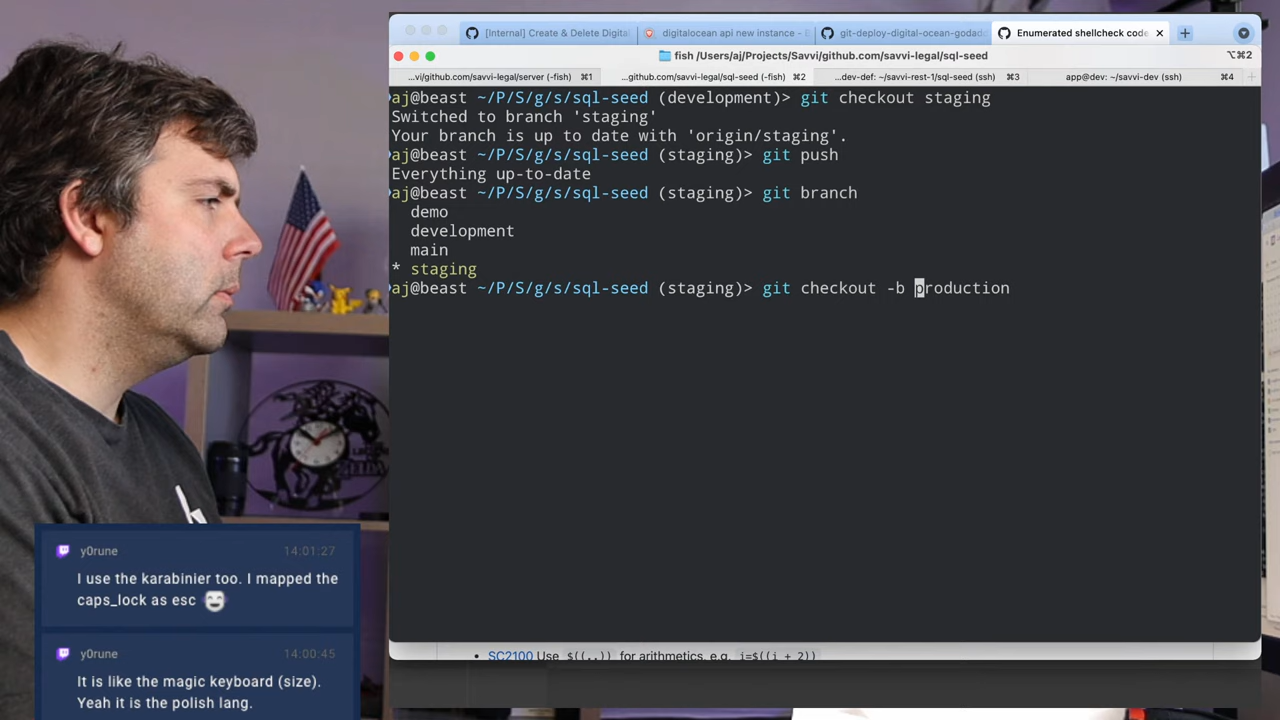 [Internal] Create & Delete Digital
digitalocean api new instance - B
git-deploy-digital-ocean-godad
Enumerated shellcheck code
fish /Users/aj/Projects/Savvi/github.com/savvi-legal/sql-seed
⌥⌘2
...vi/github.com/savvi-legal/server (-fish) ⌘1
...github.com/savvi-legal/sql-seed (-fish) ⌘2
...dev-def: ~/savvi-rest-1/sql-seed (ssh) ⌘3
app@dev: ~/savvi-dev (ssh) ⌘4
aj@beast ~/P/S/g/s/sql-seed (development)> git checkout staging
Switched to branch 'staging'
Your branch is up to date with 'origin/staging'.
aj@beast ~/P/S/g/s/sql-seed (staging)> git push
Everything up-to-date
aj@beast ~/P/S/g/s/sql-seed (staging)> git branch
demo
development
main
* staging
aj@beast ~/P/S/g/s/sql-seed (staging)> git checkout -b production
• SC2100 Use $((..)) for arithmetics, e.g. i=$((i + 2))
y0rune 14:01:27
I use the karabinier too. I mapped the
caps_lock as esc
y0rune 14:00:45
It is like the magic keyboard (size).
Yeah it is the polish lang.